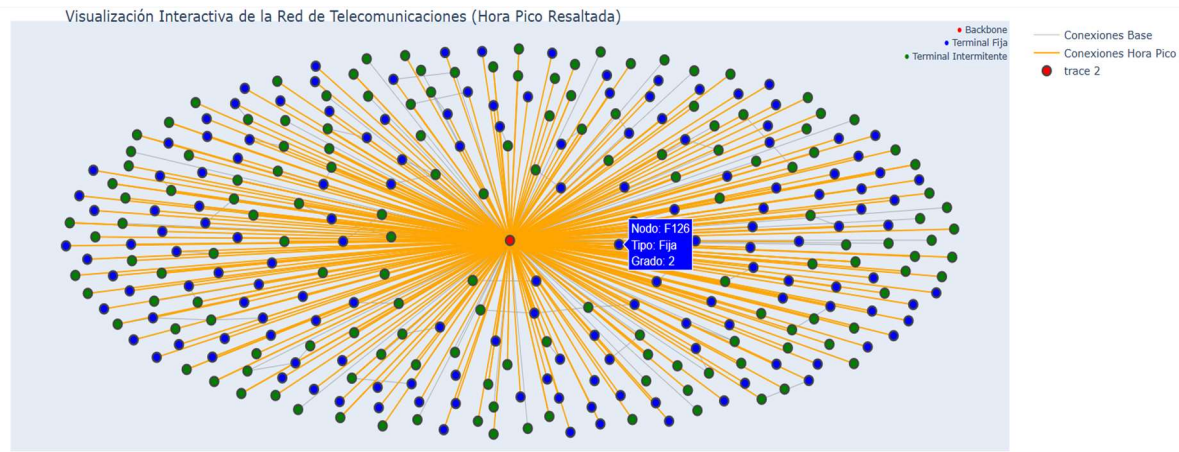 Visualización Interactiva de la Red de Telecomunicaciones (Hora Pico Resaltada)
Backbone
Terminal Fija
Terminal Intermitente
Conexiones Base
Conexiones Hora Pico
trace 2
Nodo: F126
Tipo: Fija
Grado: 2